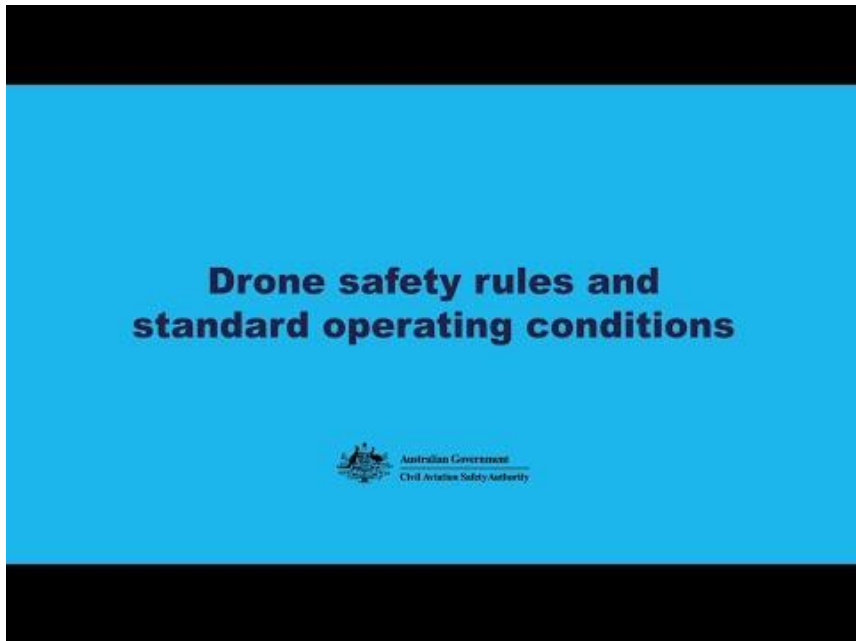 Drone safety rules and
standard operating conditions
Australian Government
Civil Aviation Safety Authority